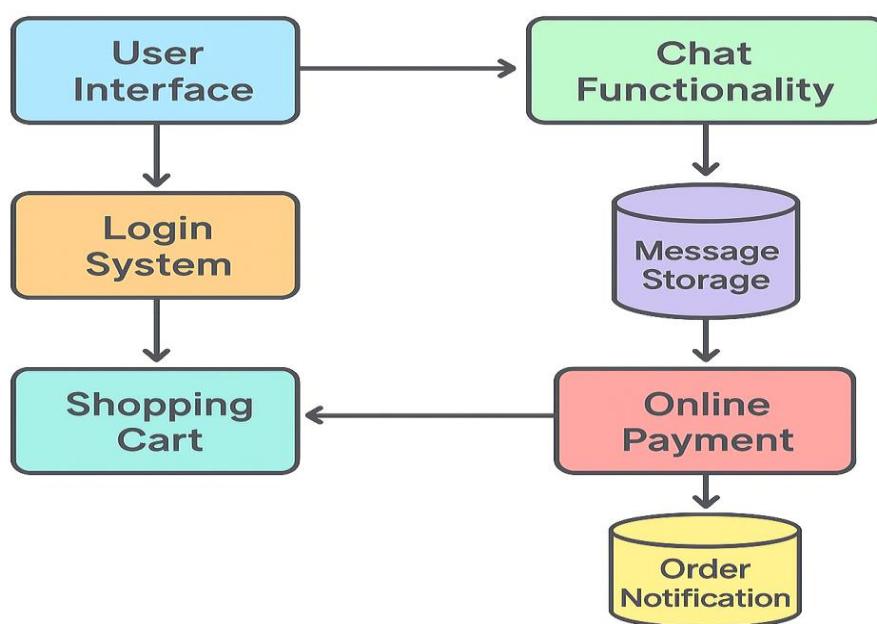 User
Interface
Chat
Functionality
Login
System
Message
Storage
Shopping
Cart
Online
Payment
Order
Notification